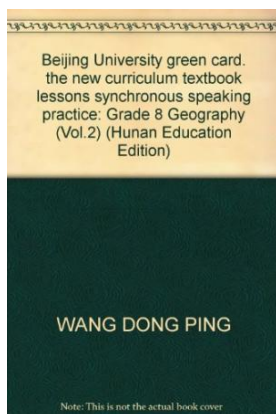 Beijing University green card.
the new curriculum textbook
lessons synchronous speaking
practice: Grade 8 Geography
(Vol.2) (Hunan Education
Edition)
WANG DONG PING
Note: This is not the actual book cover